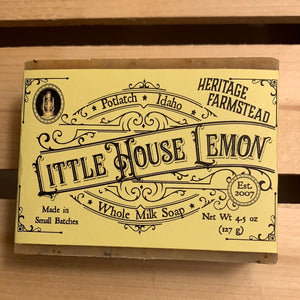 Potlatch Idaho
HERITAGE
FARMSTEAD
LITTLE HOUSE LEMON
Est.
2007
Made in
Small Batches
Whole Milk Soap
Net Wt 4.5 oz
(127 g)